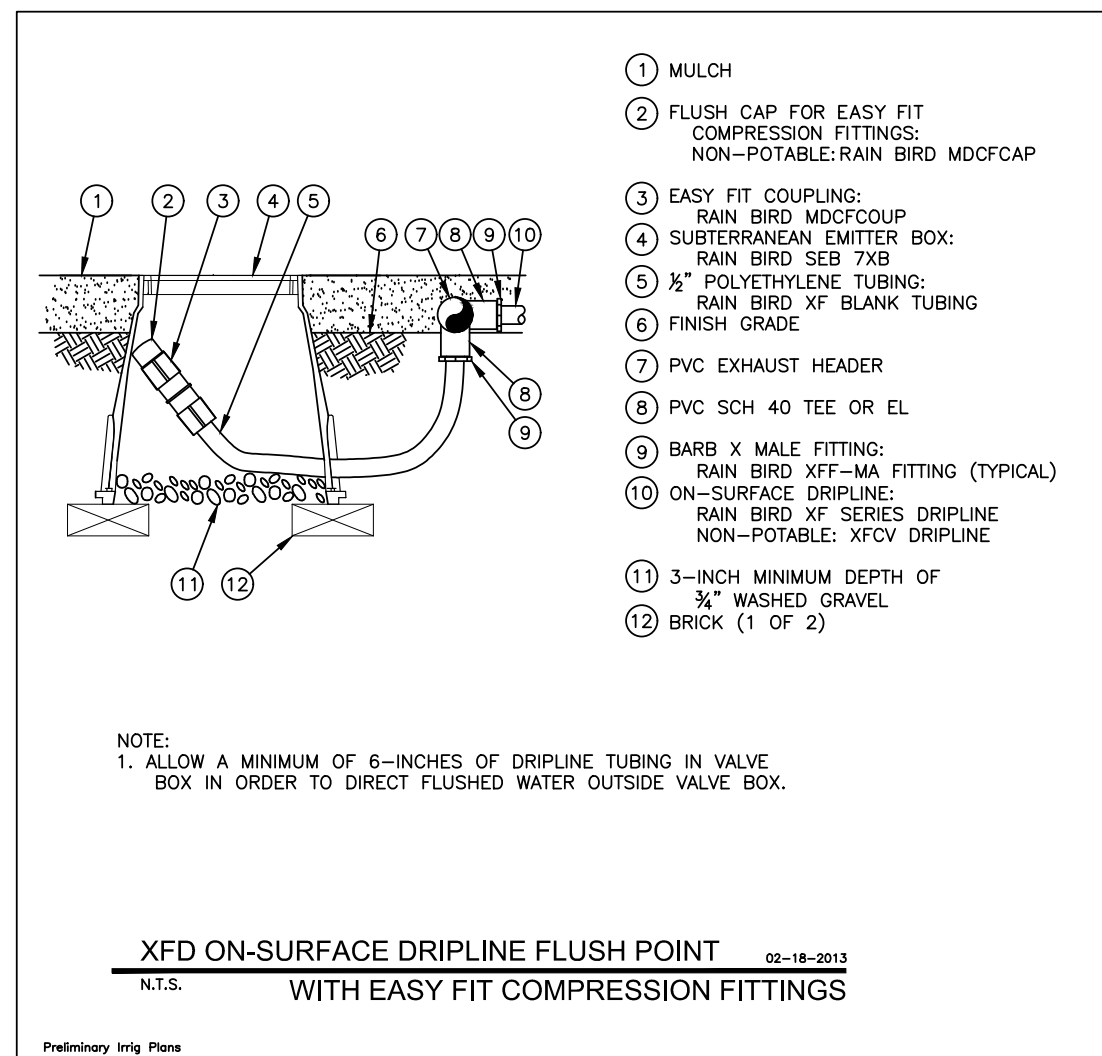 1 MULCH
2 FLUSH CAP FOR EASY FIT
COMPRESSION FITTINGS:
NON-POTABLE: RAIN BIRD MDCFCAP
3 EASY FIT COUPLING:
RAIN BIRD MDCFCOUP
4 SUBTERRANEAN EMITTER BOX:
RAIN BIRD SEB 7XB
5 ½" POLYETHYLENE TUBING:
RAIN BIRD XF BLANK TUBING
6 FINISH GRADE
7 PVC EXHAUST HEADER
8 PVC SCH 40 TEE OR EL
9 BARB X MALE FITTING:
RAIN BIRD XFF-MA FITTING (TYPICAL)
10 ON-SURFACE DRIPLINE:
RAIN BIRD XF SERIES DRIPLINE
NON-POTABLE: XFCV DRIPLINE
11 3-INCH MINIMUM DEPTH OF
¾" WASHED GRAVEL
12 BRICK (1 OF 2)
1 2 3 4 5
6 7 8 9 10
8
9
11 12
NOTE:
1. ALLOW A MINIMUM OF 6-INCHES OF DRIPLINE TUBING IN VALVE
BOX IN ORDER TO DIRECT FLUSHED WATER OUTSIDE VALVE BOX.
XFD ON-SURFACE DRIPLINE FLUSH POINT 02-18-2013
N.T.S. WITH EASY FIT COMPRESSION FITTINGS
Preliminary Irrig Plans